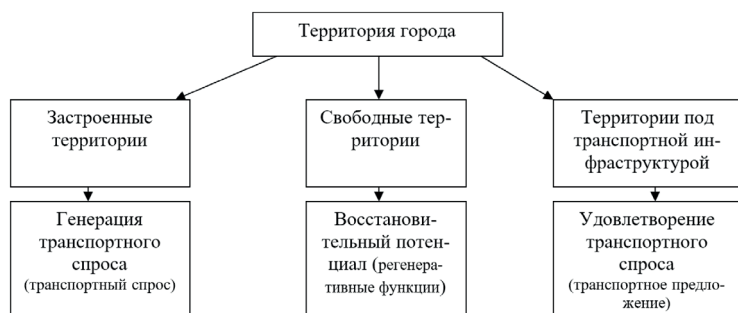 Территория города
Застроенные
территории
Свободные тер-
ритории
Территории под
транспортной ин-
фраструктурой
Генерация
транспортного
спроса
(транспортный спрос)
Восстанови-
тельный потен-
циал (регенера-
тивные функции)
Удовлетворение
транспортного
спроса
(транспортное предло-
жение)